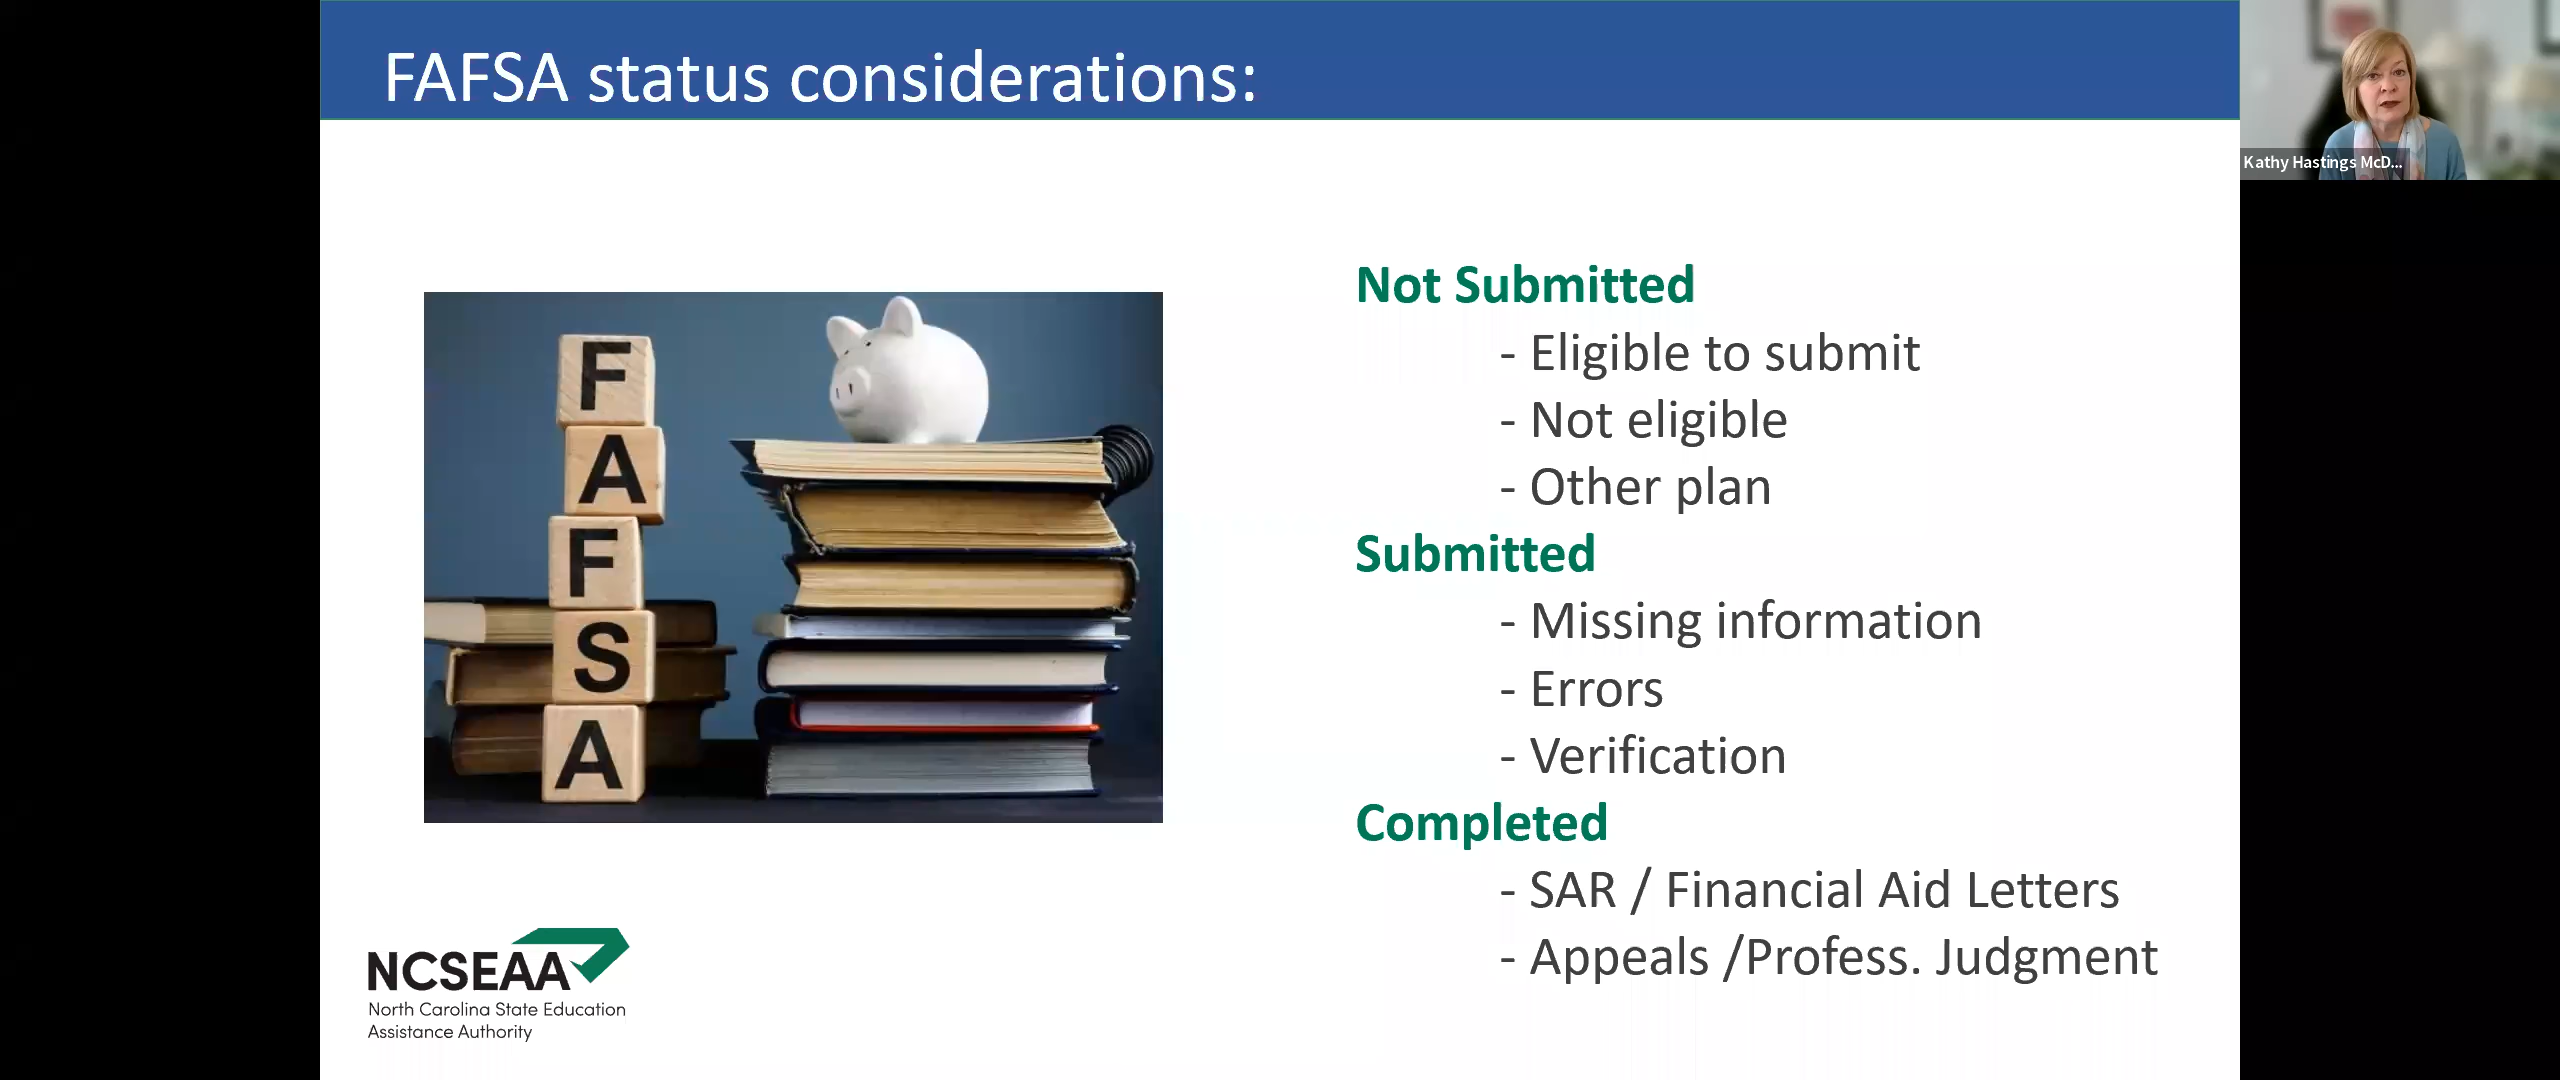 FAFSA status considerations:
Kathy Hastings McD...
F
A
F
S
A
Not Submitted
- Eligible to submit
- Not eligible
- Other plan
Submitted
- Missing information
- Errors
- Verification
Completed
- SAR / Financial Aid Letters
- Appeals /Profess. Judgment
NCSEAA
North Carolina State Education
Assistance Authority